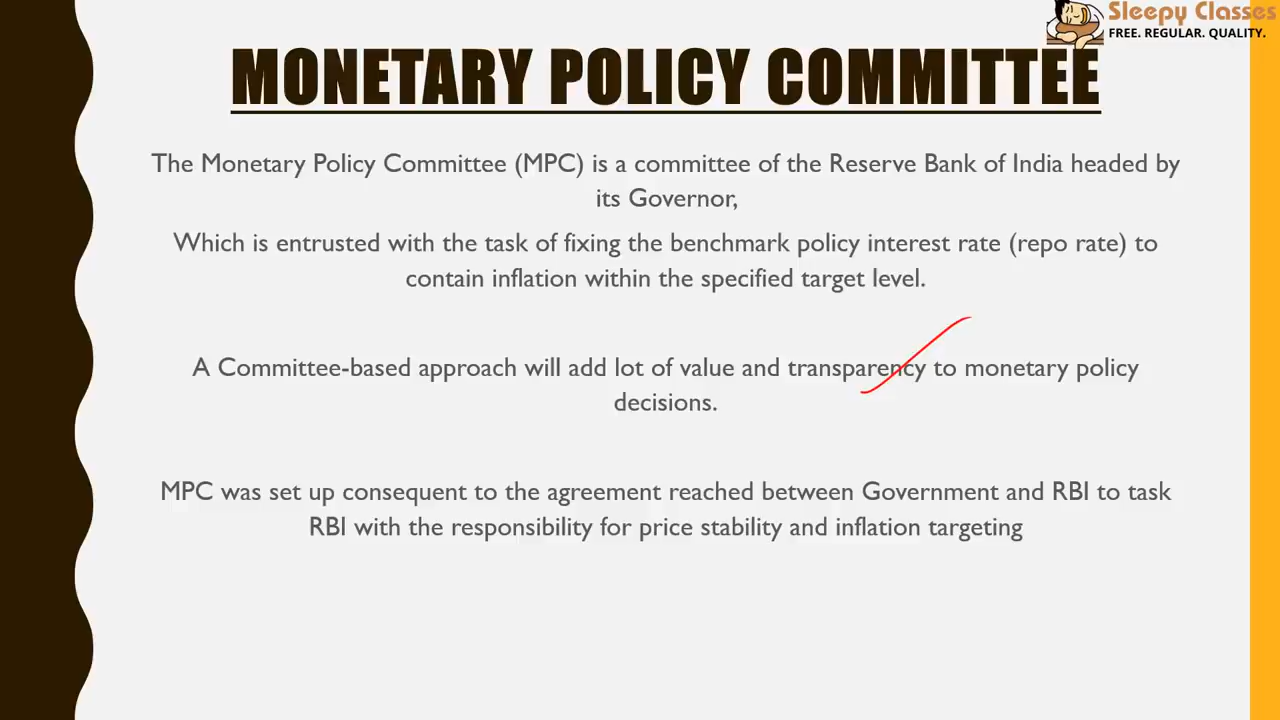 Sleepy Classes
FREE. REGULAR. QUALITY.
MONETARY POLICY COMMITTEE
The Monetary Policy Committee (MPC) is a committee of the Reserve Bank of India headed by
its Governor,
Which is entrusted with the task of fixing the benchmark policy interest rate (repo rate) to
contain inflation within the specified target level.
A Committee-based approach will add lot of value and transparency to monetary policy
decisions.
MPC was set up consequent to the agreement reached between Government and RBI to task
RBI with the responsibility for price stability and inflation targeting